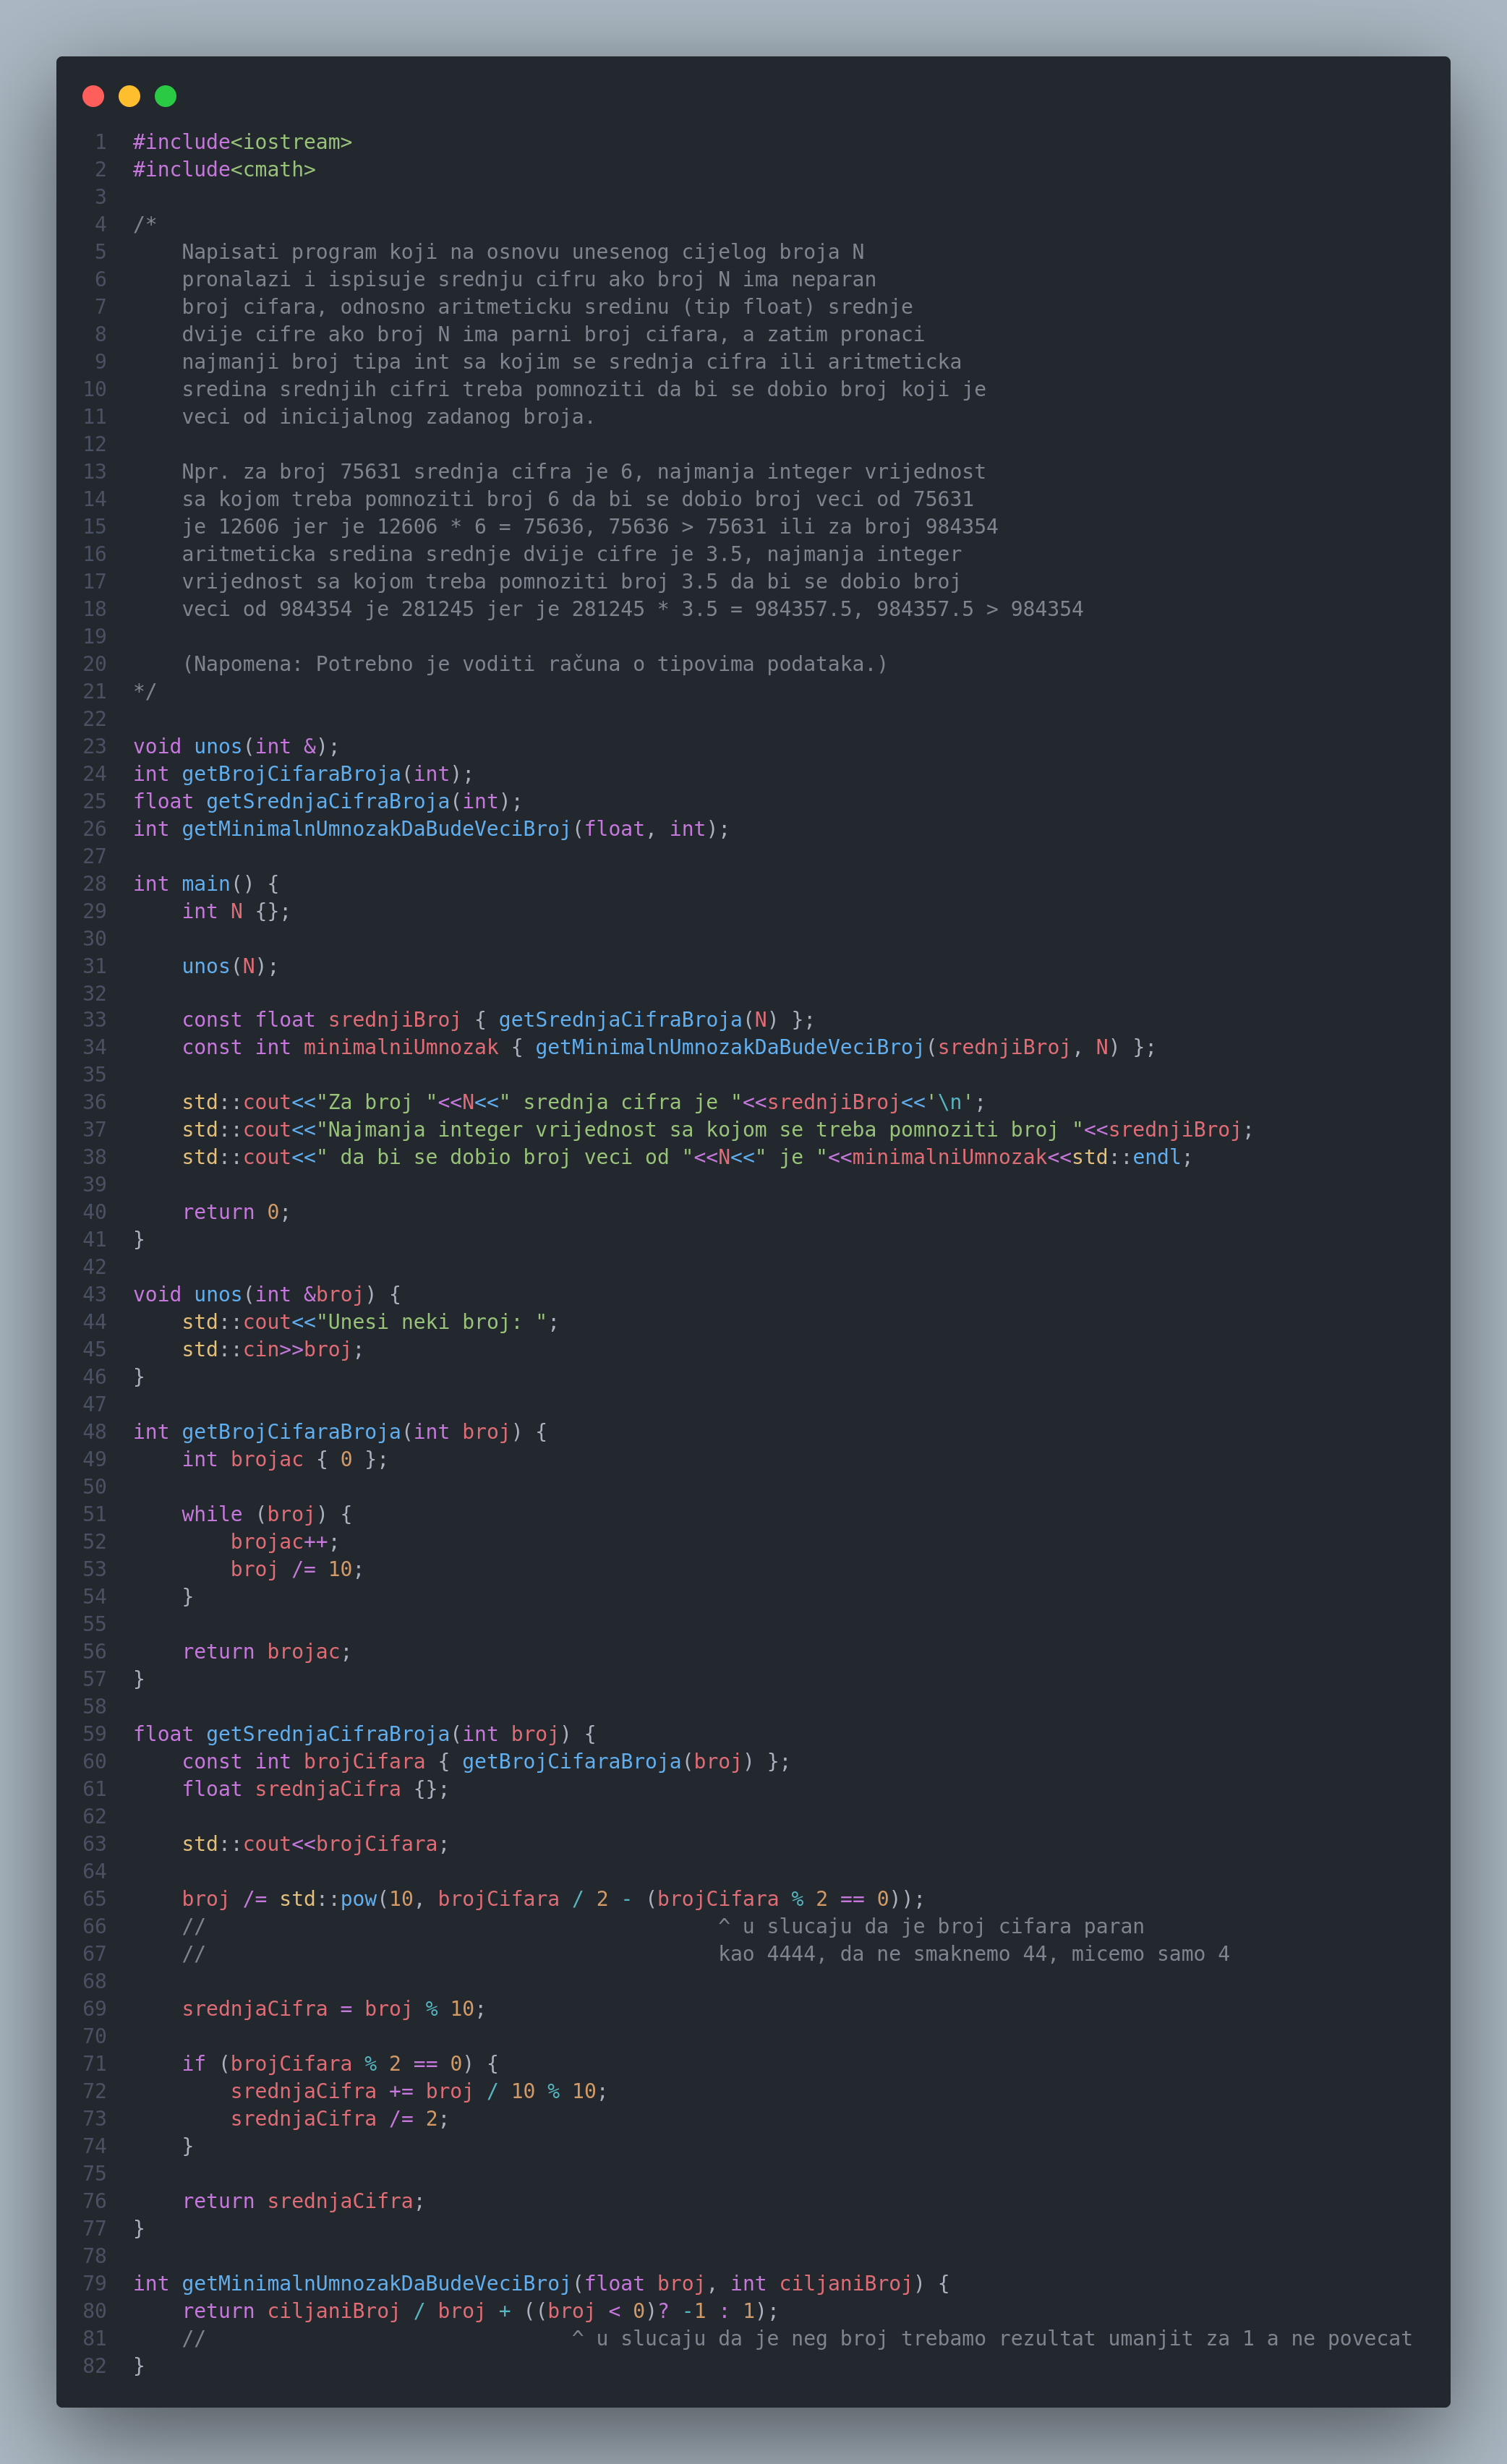 1 #include<iostream>
2 #include<cmath>
3
4 /*
5     Napisati program koji na osnovu unesenog cijelog broja N
6     pronalazi i ispisuje srednju cifru ako broj N ima neparan
7     broj cifara, odnosno aritmeticku sredinu (tip float) srednje
8     dvije cifre ako broj N ima parni broj cifara, a zatim pronaci
9     najmanji broj tipa int sa kojim se srednja cifra ili aritmeticka
10     sredina srednjih cifri treba pomnoziti da bi se dobio broj koji je
11     veci od inicijalnog zadanog broja.
12
13     Npr. za broj 75631 srednja cifra je 6, najmanja integer vrijednost
14     sa kojom treba pomnoziti broj 6 da bi se dobio broj veci od 75631
15     je 12606 jer je 12606 * 6 = 75636, 75636 > 75631 ili za broj 984354
16     aritmeticka sredina srednje dvije cifre je 3.5, najmanja integer
17     vrijednost sa kojom treba pomnoziti broj 3.5 da bi se dobio broj
18     veci od 984354 je 281245 jer je 281245 * 3.5 = 984357.5, 984357.5 > 984354
19
20     (Napomena: Potrebno je voditi računa o tipovima podataka.)
21 */
22
23 void unos(int &);
24 int getBrojCifaraBroja(int);
25 float getSrednjaCifraBroja(int);
26 int getMinimalnUmnozakDaBudeVeciBroj(float, int);
27
28 int main() {
29     int N {};
30
31     unos(N);
32
33     const float srednjiBroj { getSrednjaCifraBroja(N) };
34     const int minimalniUmnozak { getMinimalnUmnozakDaBudeVeciBroj(srednjiBroj, N) };
35
36     std::cout<<"Za broj "<<N<<" srednja cifra je "<<srednjiBroj<<'\n';
37     std::cout<<"Najmanja integer vrijednost sa kojom se treba pomnoziti broj "<<srednjiBroj;
38     std::cout<<" da bi se dobio broj veci od "<<N<<" je "<<minimalniUmnozak<<std::endl;
39
40     return 0;
41 }
42
43 void unos(int &broj) {
44     std::cout<<"Unesi neki broj: ";
45     std::cin>>broj;
46 }
47
48 int getBrojCifaraBroja(int broj) {
49     int brojac { 0 };
50
51     while (broj) {
52         brojac++;
53         broj /= 10;
54     }
55
56     return brojac;
57 }
58
59 float getSrednjaCifraBroja(int broj) {
60     const int brojCifara { getBrojCifaraBroja(broj) };
61     float srednjaCifra {};
62
63     std::cout<<brojCifara;
64
65     broj /= std::pow(10, brojCifara / 2 - (brojCifara % 2 == 0));
66     //                                          ^ u slucaju da je broj cifara paran
67     //                                          kao 4444, da ne smaknemo 44, micemo samo 4
68
69     srednjaCifra = broj % 10;
70
71     if (brojCifara % 2 == 0) {
72         srednjaCifra += broj / 10 % 10;
73         srednjaCifra /= 2;
74     }
75
76     return srednjaCifra;
77 }
78
79 int getMinimalnUmnozakDaBudeVeciBroj(float broj, int ciljaniBroj) {
80     return ciljaniBroj / broj + ((broj < 0)? -1 : 1);
81     //                              ^ u slucaju da je neg broj trebamo rezultat umanjit za 1 a ne povecat
82 }